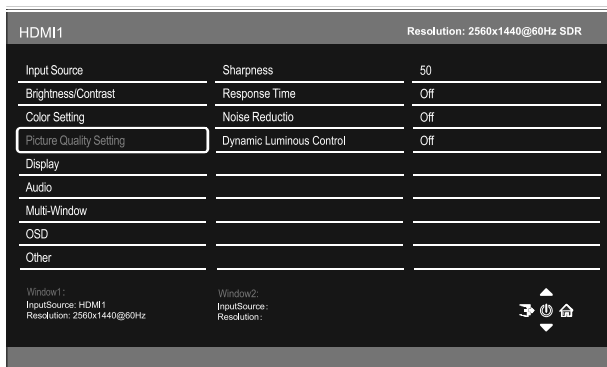 HDMI1 Resolution: 2560x1440@60Hz SDR
Input Source Sharpness 50
Brightness/Contrast Response Time Off
Color Setting Noise Reductio Off
Picture Quality Setting Dynamic Luminous Control Off
Display
Audio
Multi-Window
OSD
Other
Window1: Window2:
InputSource: HDMI1 InputSource:
Resolution: 2560x1440@60Hz Resolution: